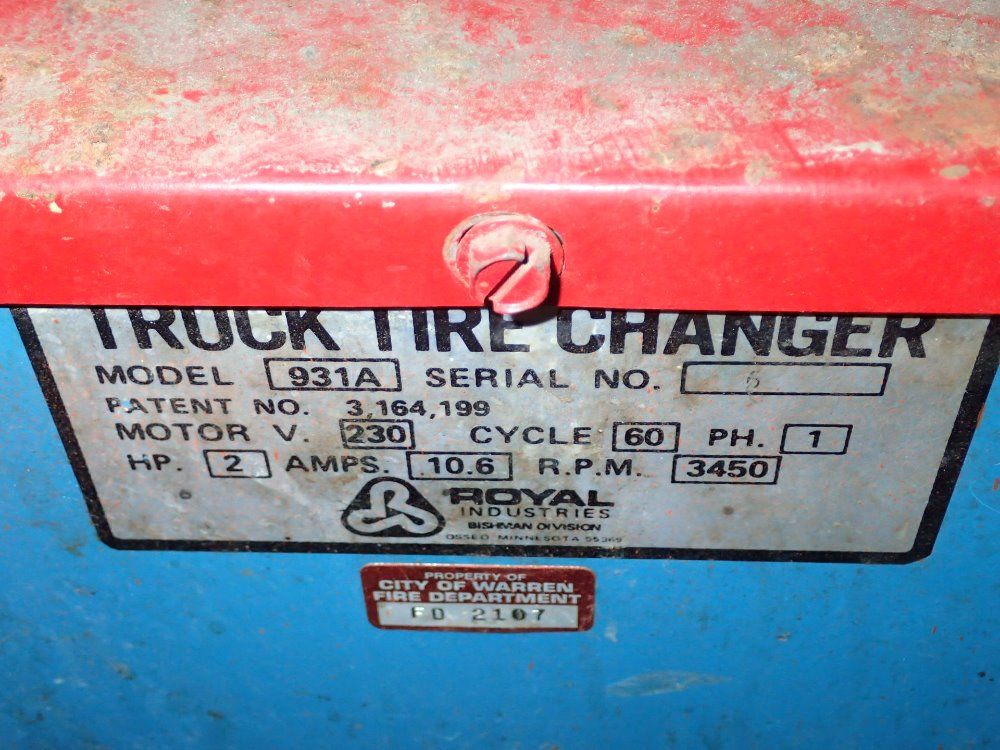 TRUCK TIRE CHANGER
MODEL 931A SERIAL NO. 5
PATENT NO. 3,164,199
MOTOR V. 230 CYCLE 60 PH. 1
HP. 2 AMPS. 10.6 R.P.M. 3450
ROYAL
INDUSTRIES
BISHMAN DIVISION
OSSEO MINNESOTA 55369
PROPERTY OF
CITY OF WARREN
FIRE DEPARTMENT
FD 2107